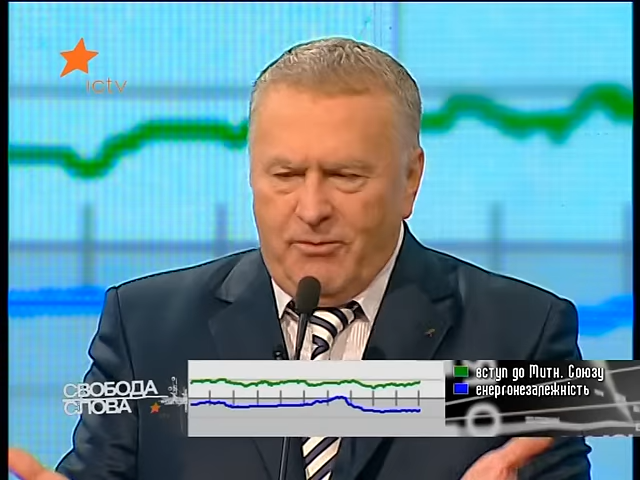 ictv
вступ до Митн. Союзу
енергонезалежність
СВОБОДА
СЛОВА